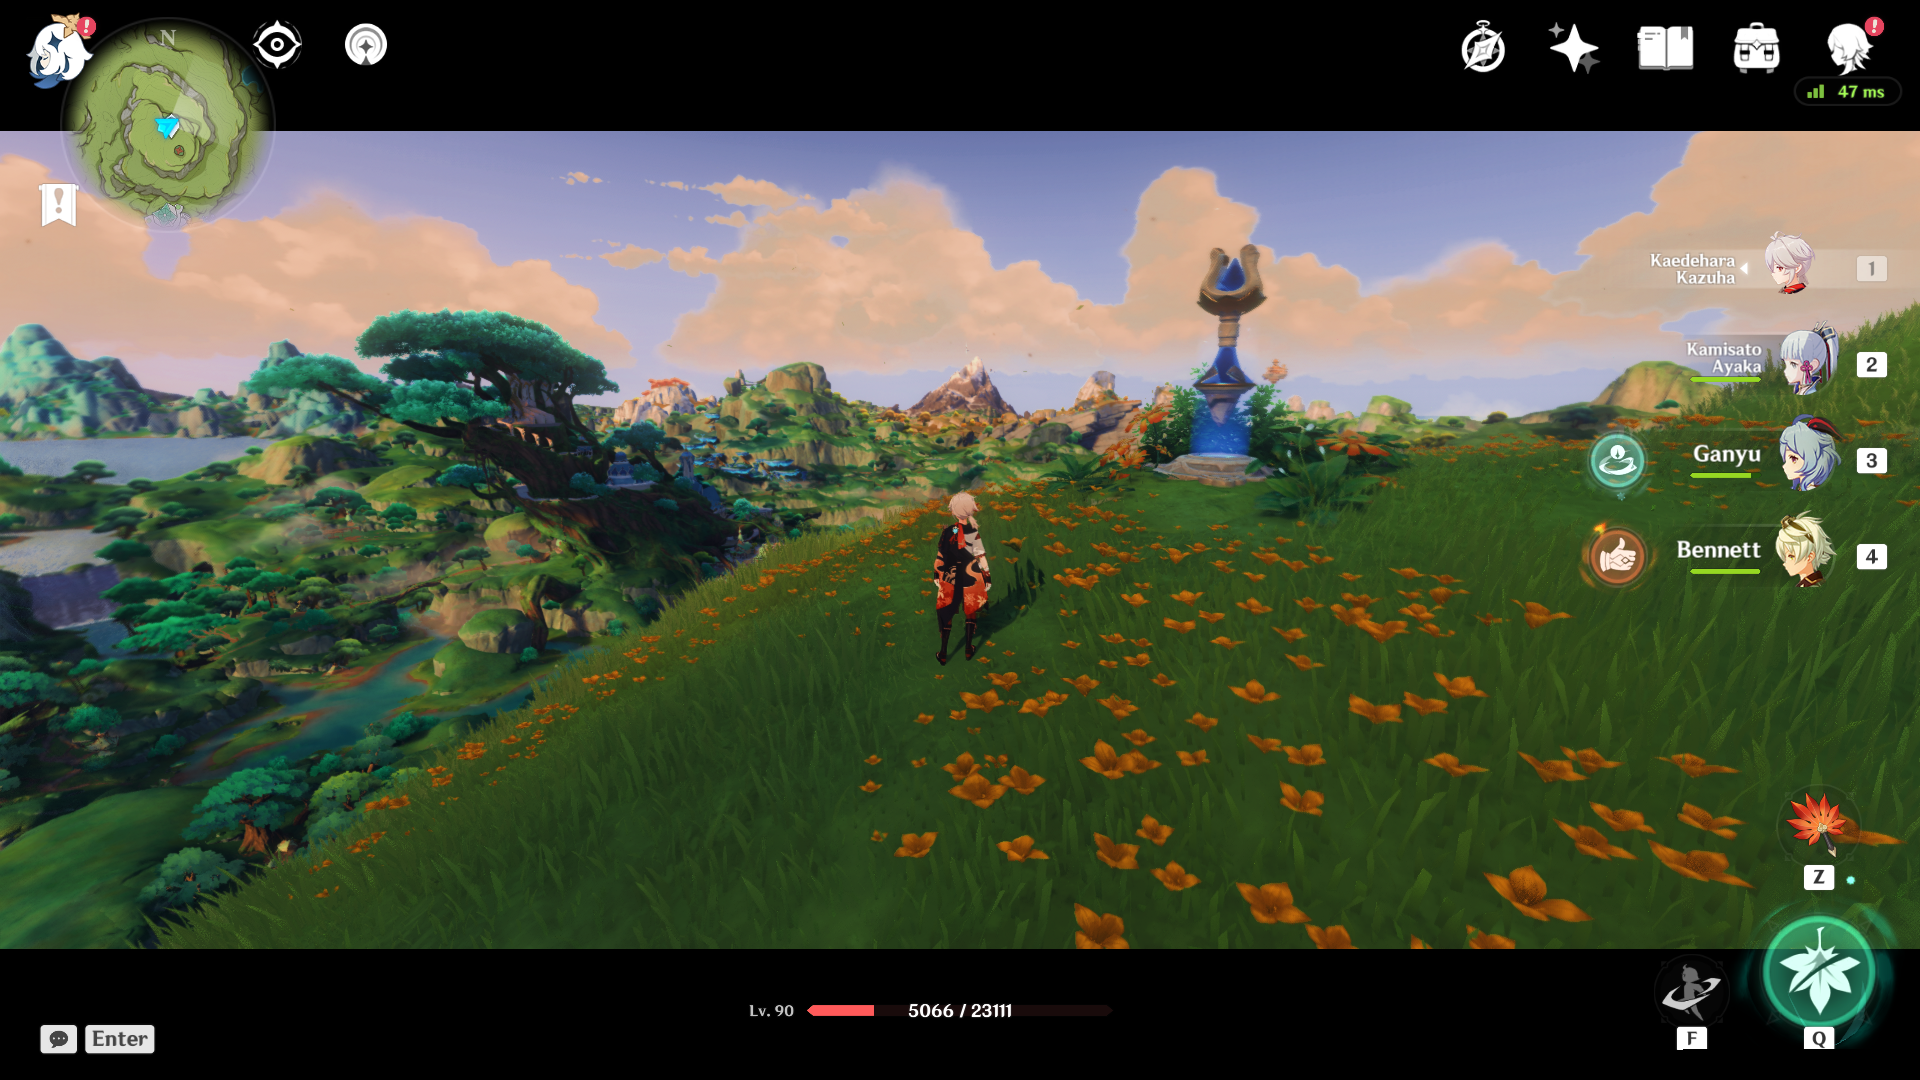 N
47 ms
Kaedehara
Kazuha
1
Kamisato
Ayaka
2
Ganyu
3
Bennett
4
Z
Lv. 90
5066 / 23111
Enter
F
Q